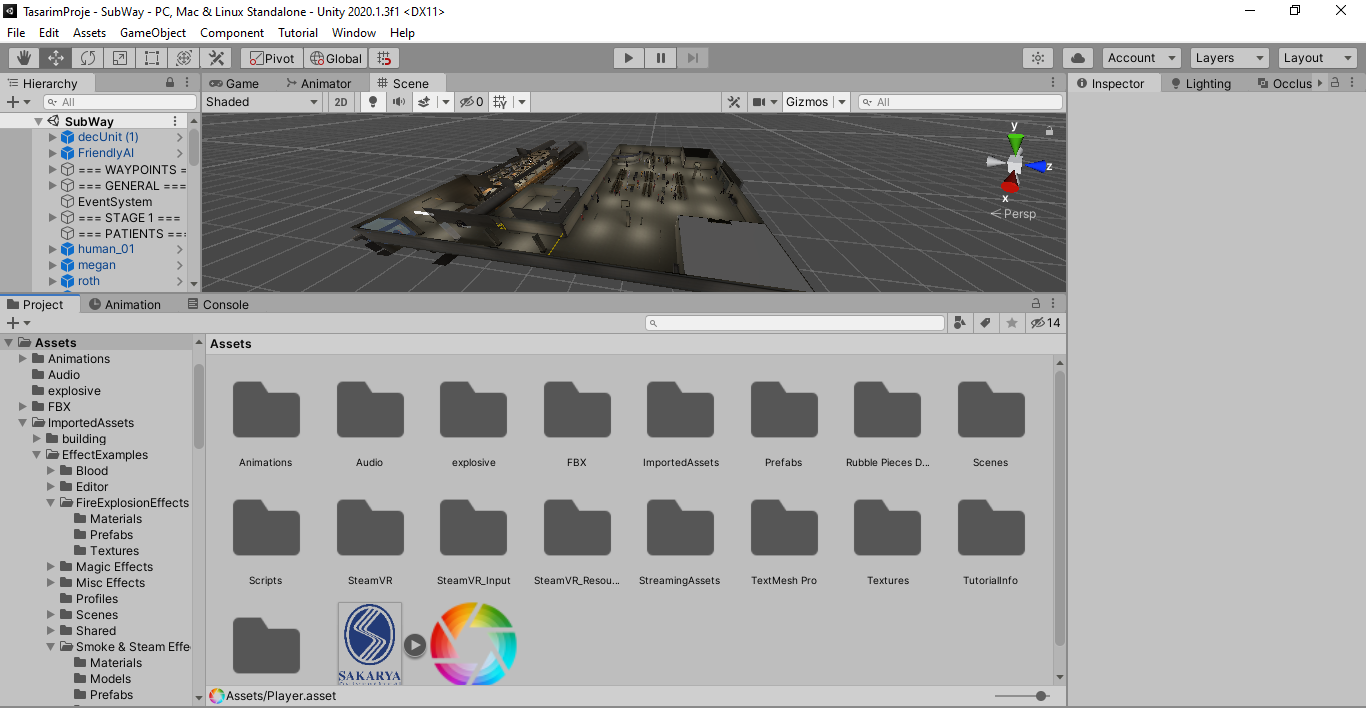 TasarimProje - SubWay - PC, Mac & Linux Standalone - Unity 2020.1.3f1 <DX11>
File Edit Assets GameObject Component Tutorial Window Help
Pivot Global Account Layers Layout
Hierarchy Game Animator Scene Inspector Lighting Occlus
All Shaded 2D 0 Gizmos All
SubWay
decUnit (1)
FriendlyAI
=== WAYPOINTS =
=== GENERAL ===
EventSystem
=== STAGE 1 ===
=== PATIENTS ==
human_01
megan
roth
y
z
x
Persp
Project Animation Console
14
Assets
Animations
Audio
explosive
FBX
ImportedAssets
building
EffectExamples
Blood
Editor
FireExplosionEffects
Materials
Prefabs
Textures
Magic Effects
Misc Effects
Profiles
Scenes
Shared
Smoke & Steam Effe
Materials
Models
Prefabs
Assets
Animations Audio explosive FBX ImportedAssets Prefabs Rubble Pieces D... Scenes
Scripts SteamVR SteamVR_Input SteamVR_Resou... StreamingAssets TextMesh Pro Textures TutorialInfo
SAKARYA
Assets/Player.asset